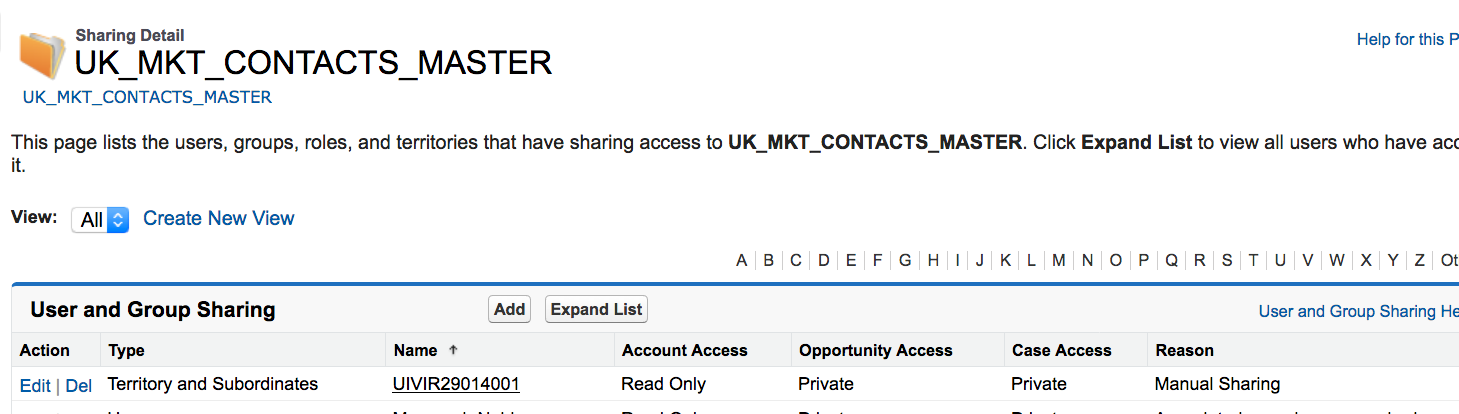 Sharing Detail
UK_MKT_CONTACTS_MASTER
Help for this P
UK_MKT_CONTACTS_MASTER
This page lists the users, groups, roles, and territories that have sharing access to UK_MKT_CONTACTS_MASTER. Click Expand List to view all users who have acc
it.
View: All Create New View
A B C D E F G H I J K L M N O P Q R S T U V W X Y Z Ot
User and Group Sharing Add Expand List User and Group Sharing He
Action Type Name Account Access Opportunity Access Case Access Reason
Edit | Del Territory and Subordinates UIVIR29014001 Read Only Private Private Manual Sharing